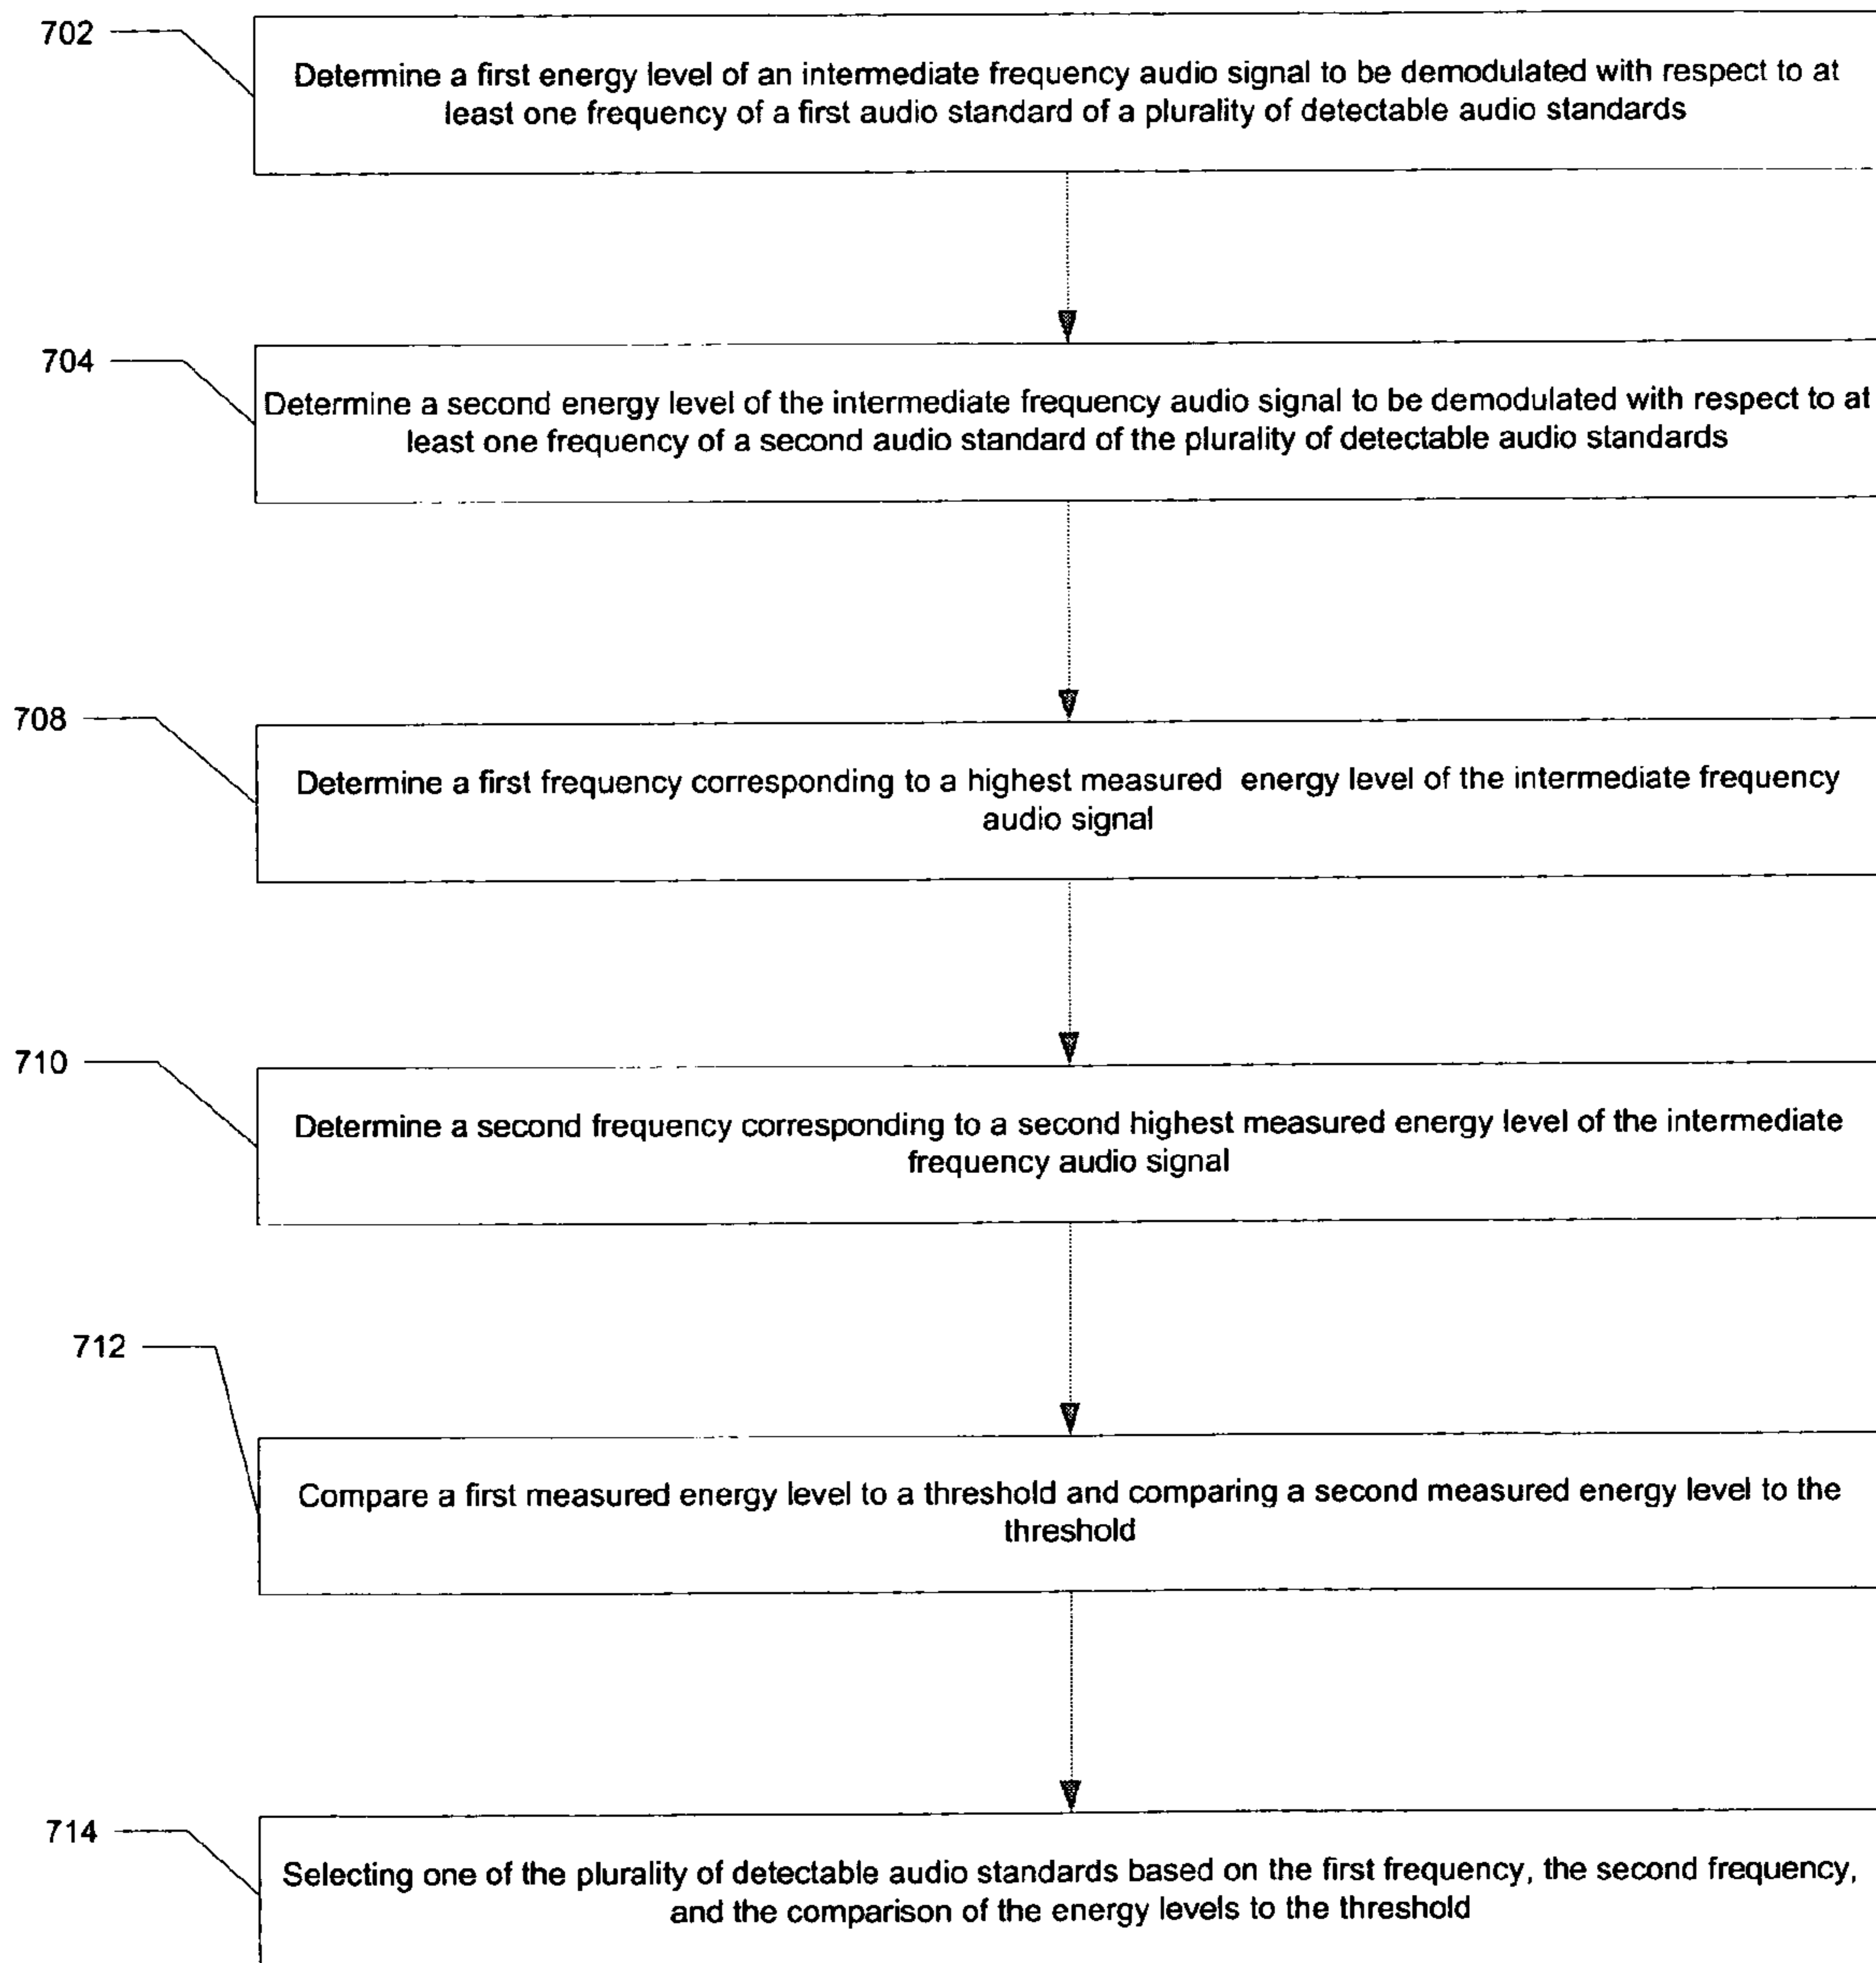 702
Determine a first energy level of an intermediate frequency audio signal to be demodulated with respect to at
least one frequency of a first audio standard of a plurality of detectable audio standards
704
Determine a second energy level of the intermediate frequency audio signal to be demodulated with respect to at
least one frequency of a second audio standard of the plurality of detectable audio standards
708
Determine a first frequency corresponding to a highest measured energy level of the intermediate frequency
audio signal
710
Determine a second frequency corresponding to a second highest measured energy level of the intermediate
frequency audio signal
712
Compare a first measured energy level to a threshold and comparing a second measured energy level to the
threshold
714
Selecting one of the plurality of detectable audio standards based on the first frequency, the second frequency,
and the comparison of the energy levels to the threshold